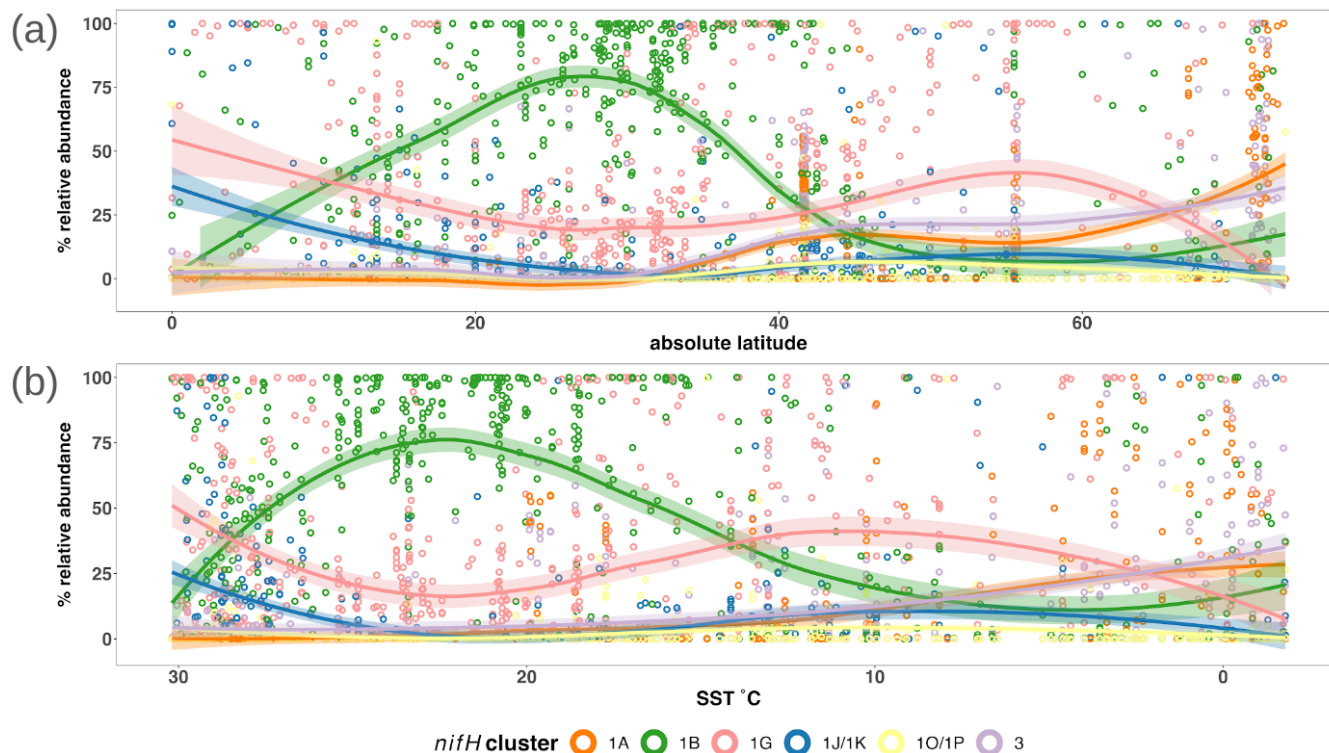 (a)
% relative abundance
100
75
50
25
0
0 20 40 60
absolute latitude
(b)
% relative abundance
100
75
50
25
0
30 20 10 0
SST °C
nifH cluster 1A 1B 1G 1J/1K 1O/1P 3